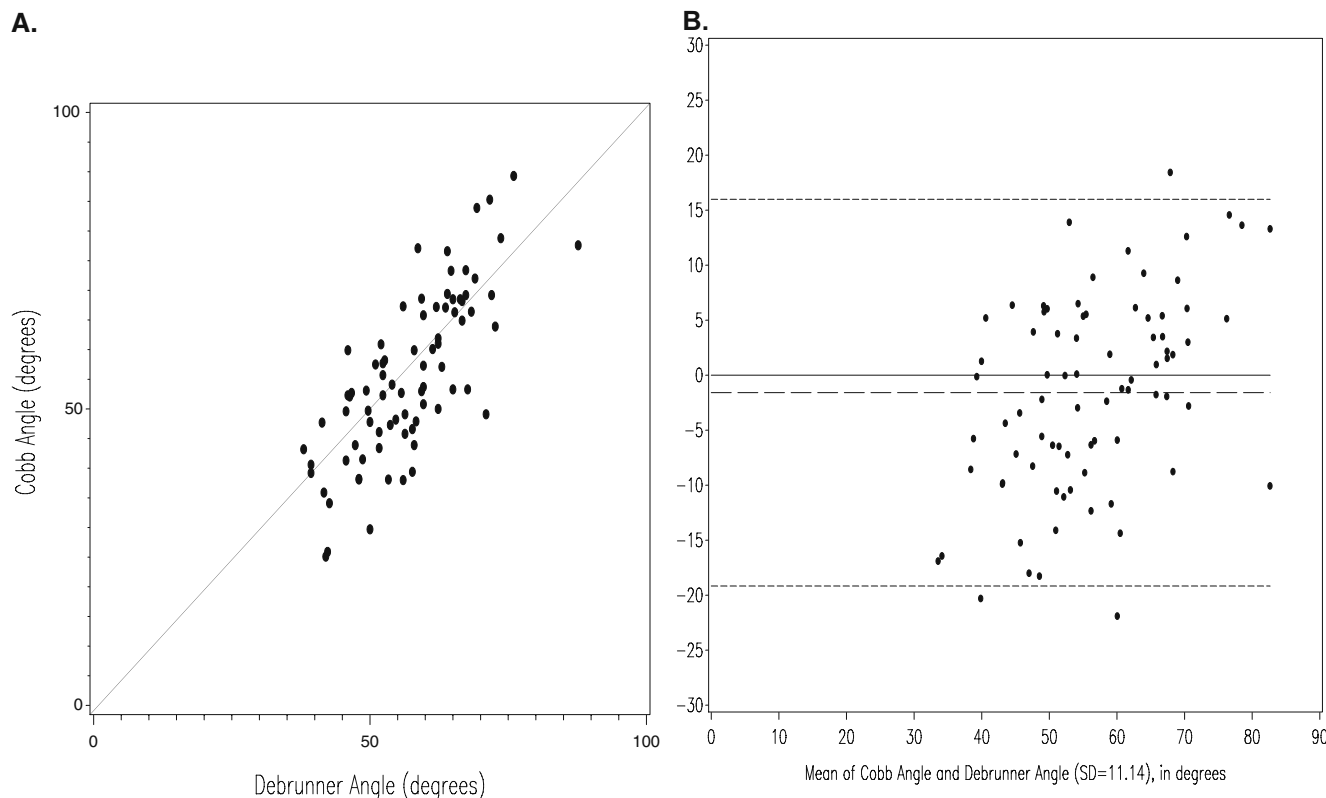 A.
100
50
0
0 50 100
Cobb Angle (degrees)
Debrunner Angle (degrees)
B.
30
25
20
15
10
5
0
−5
−10
−15
−20
−25
−30
0 10 20 30 40 50 60 70 80 90
Mean of Cobb Angle and Debrunner Angle (SD=11.14), in degrees